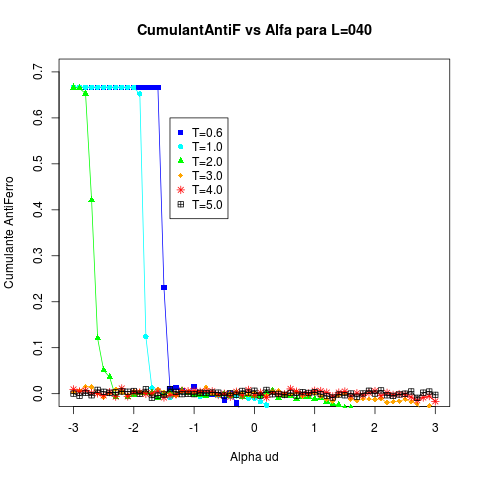 CumulantAntiF vs Alfa para L=040
Cumulante AntiFerro
0.7
0.6
0.5
0.4
0.3
0.2
0.1
0.0
T=0.6
T=1.0
T=2.0
T=3.0
T=4.0
T=5.0
-3 -2 -1 0 1 2 3
Alpha ud